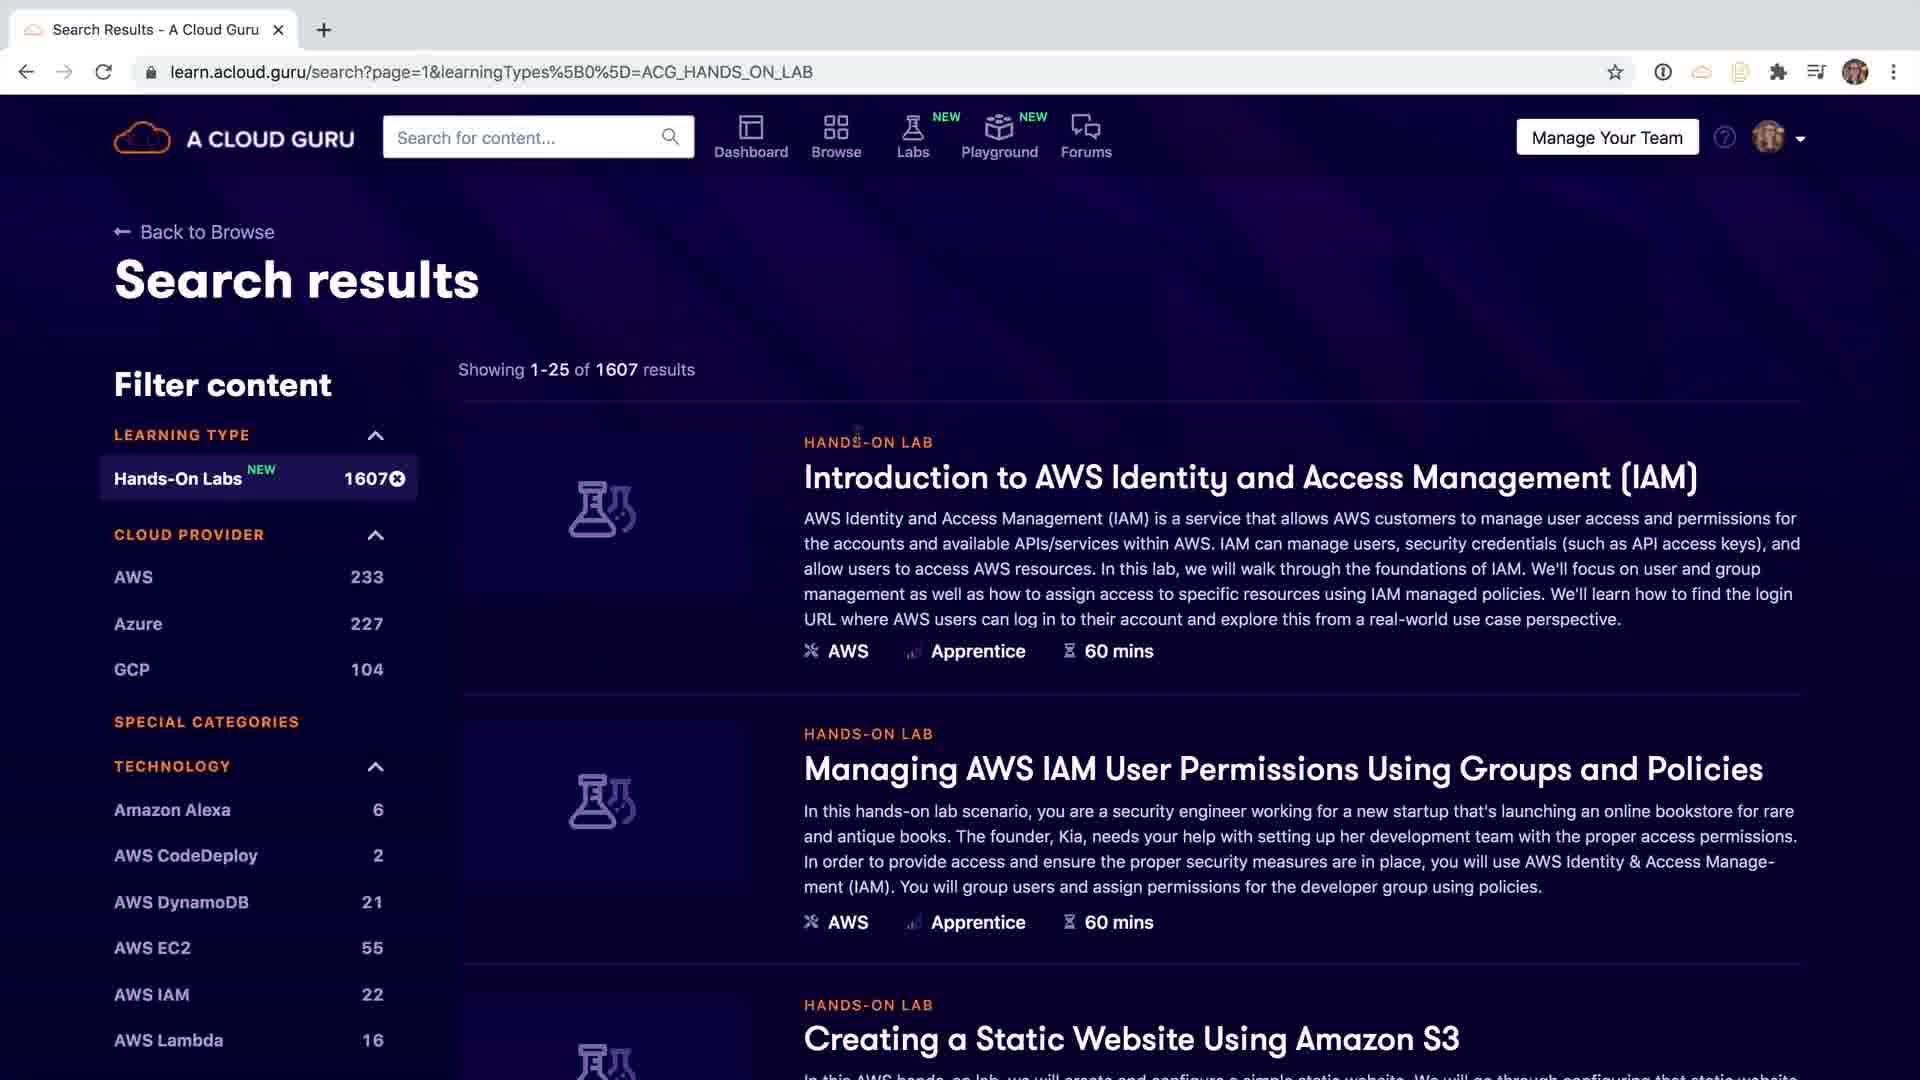 Search Results - A Cloud Guru
learn.acloud.guru/search?page=1&learningTypes%5B0%5D=ACG_HANDS_ON_LAB
A CLOUD GURU
Search for content...
Dashboard
Browse
NEW
Labs
NEW
Playground
Forums
Manage Your Team
Back to Browse
Search results
Filter content
LEARNING TYPE
Hands-On Labs NEW 1607
CLOUD PROVIDER
AWS 233
Azure 227
GCP 104
SPECIAL CATEGORIES
TECHNOLOGY
Amazon Alexa 6
AWS CodeDeploy 2
AWS DynamoDB 21
AWS EC2 55
AWS IAM 22
AWS Lambda 16
Showing 1-25 of 1607 results
HANDS-ON LAB
Introduction to AWS Identity and Access Management (IAM)
AWS Identity and Access Management (IAM) is a service that allows AWS customers to manage user access and permissions for
the accounts and available APIs/services within AWS. IAM can manage users, security credentials (such as API access keys), and
allow users to access AWS resources. In this lab, we will walk through the foundations of IAM. We'll focus on user and group
management as well as how to assign access to specific resources using IAM managed policies. We'll learn how to find the login
URL where AWS users can log in to their account and explore this from a real-world use case perspective.
AWS Apprentice 60 mins
HANDS-ON LAB
Managing AWS IAM User Permissions Using Groups and Policies
In this hands-on lab scenario, you are a security engineer working for a new startup that's launching an online bookstore for rare
and antique books. The founder, Kia, needs your help with setting up her development team with the proper access permissions.
In order to provide access and ensure the proper security measures are in place, you will use AWS Identity & Access Manage-
ment (IAM). You will group users and assign permissions for the developer group using policies.
AWS Apprentice 60 mins
HANDS-ON LAB
Creating a Static Website Using Amazon S3